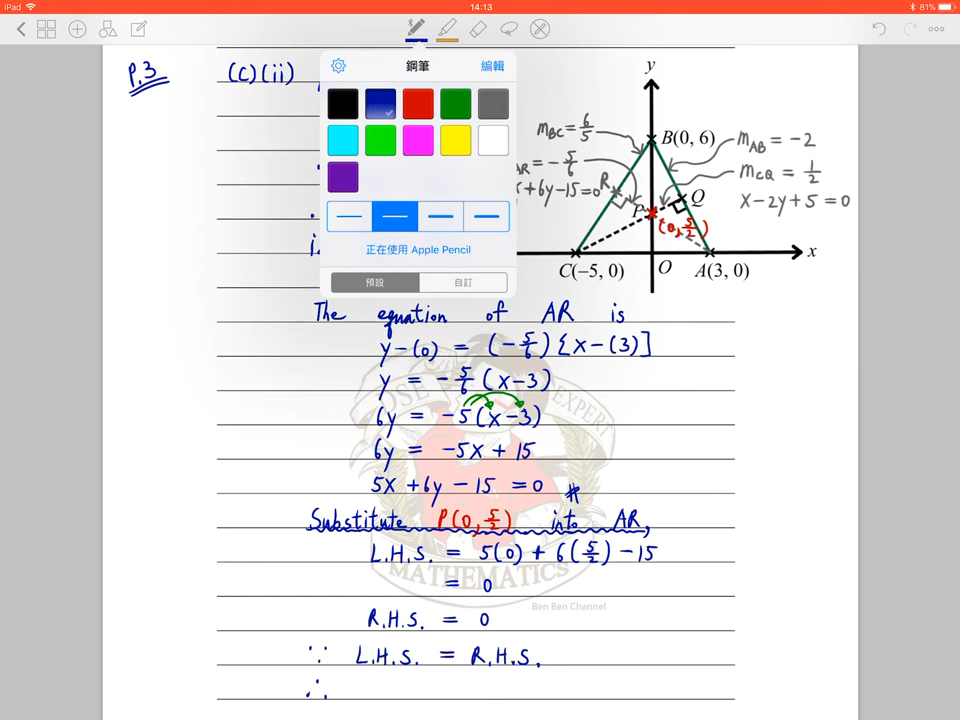 iPad 14:13 81%
鋼筆 編輯
正在使用 Apple Pencil
預設 自訂
P.3 (C)(ii)
y
B(0, 6)
m_BC = 6/5
m_AB = -2
AR = -5/6
m_CQ = 1/2
x+6y-15=0
R
Q
x-2y+5=0
P
(0, 5/2)
x
C(−5, 0) O A(3, 0)
The equation of AR is
y-(0) = (-5/6){x-(3)]
y = -5/6(x-3)
6y = -5(x-3)
6y = -5x+15
5x+6y-15=0 #
Substitute P(0, 5/2) into AR,
L.H.S. = 5(0)+6(5/2)-15
= 0
R.H.S. = 0
∵ L.H.S. = R.H.S.
∴
DSE EXPERT
MATHEMATICS
Ben Ben Channel